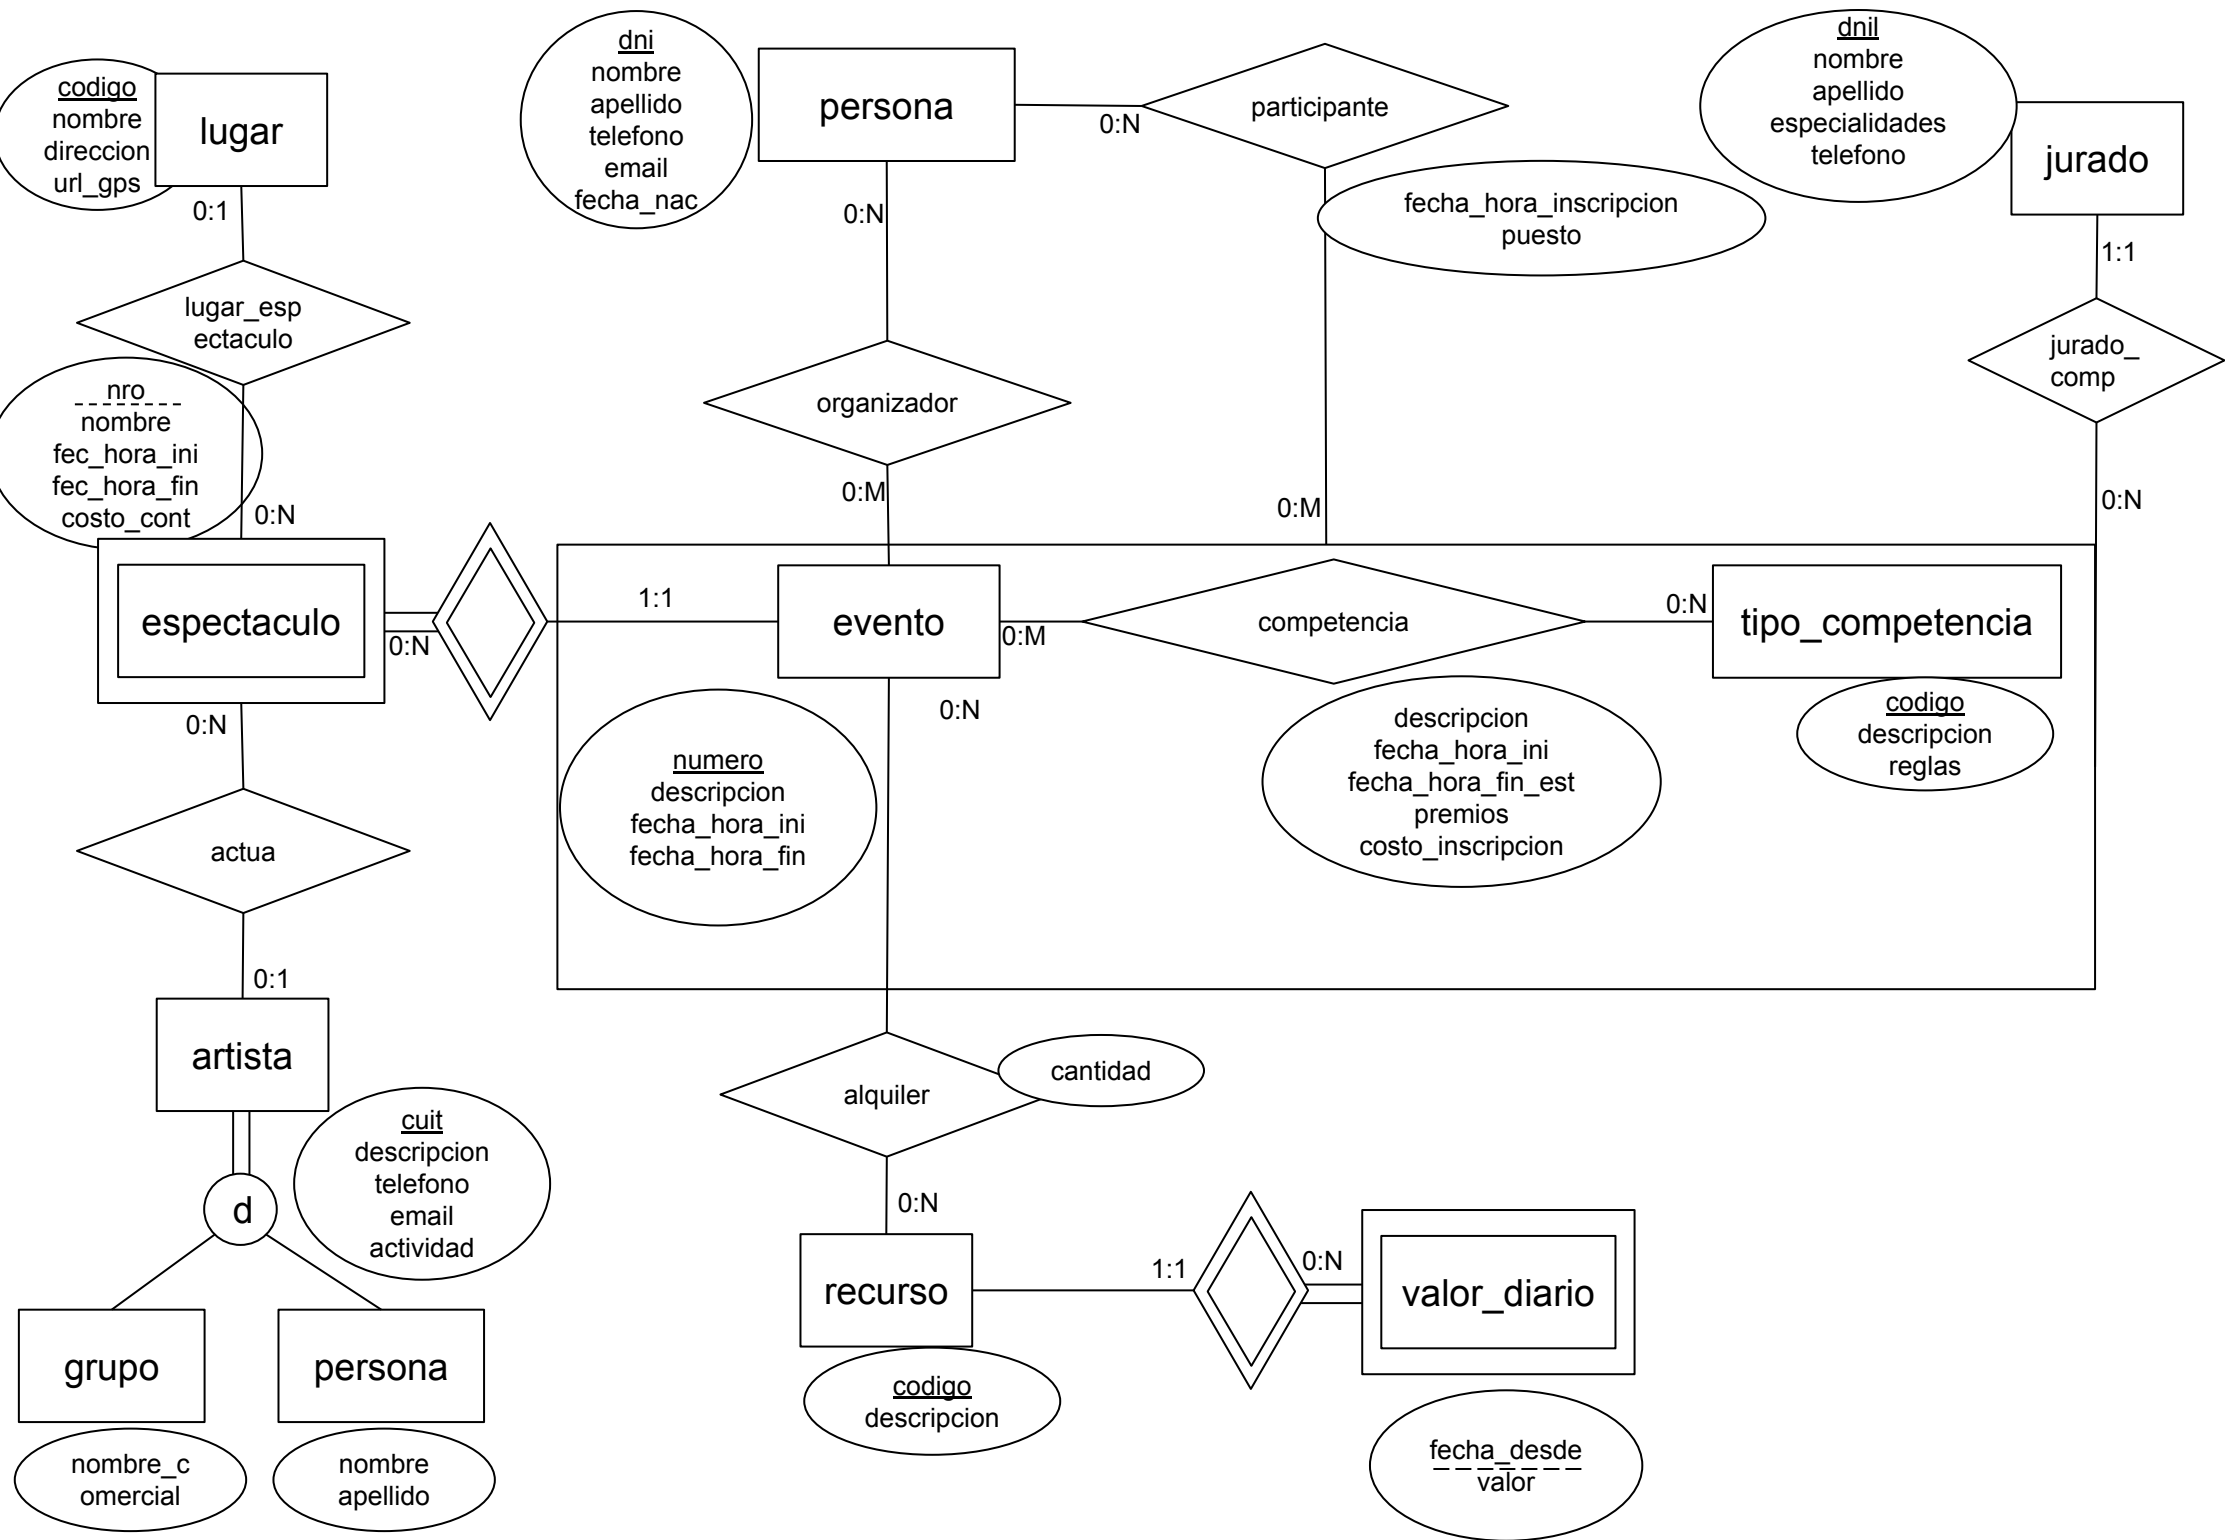 codigo
nombre
direccion
url_gps
lugar
0:1
lugar_esp
ectaculo
nro
nombre
fec_hora_ini
fec_hora_fin
costo_cont
0:N
espectaculo
0:N
0:N
actua
0:1
artista
cuit
descripcion
telefono
email
actividad
d
grupo
persona
nombre_c
omercial
nombre
apellido
dni
nombre
apellido
telefono
email
fecha_nac
persona
0:N
participante
fecha_hora_inscripcion
puesto
0:N
organizador
0:M
0:M
1:1
evento
0:M
competencia
0:N
tipo_competencia
0:N
numero
descripcion
fecha_hora_ini
fecha_hora_fin
descripcion
fecha_hora_ini
fecha_hora_fin_est
premios
costo_inscripcion
codigo
descripcion
reglas
dnil
nombre
apellido
especialidades
telefono
jurado
1:1
jurado_
comp
0:N
alquiler
cantidad
0:N
recurso
1:1
0:N
valor_diario
codigo
descripcion
fecha_desde
valor